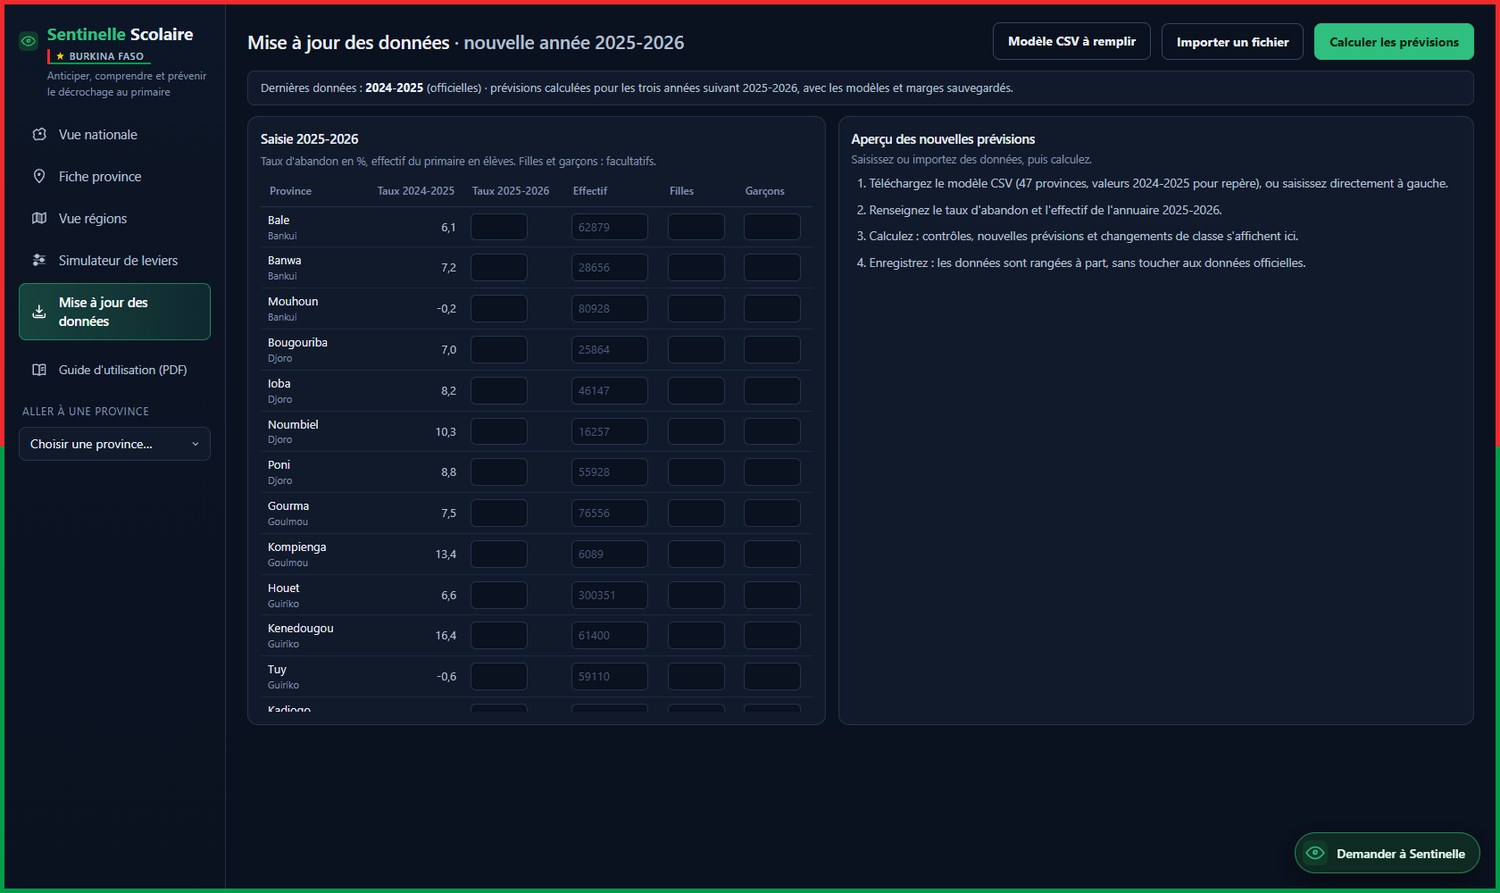 Sentinelle Scolaire
★ BURKINA FASO
Anticiper, comprendre et prévenir
le décrochage au primaire
Vue nationale
Fiche province
Vue régions
Simulateur de leviers
Mise à jour des
données
Guide d'utilisation (PDF)
ALLER À UNE PROVINCE
Choisir une province...
Mise à jour des données · nouvelle année 2025-2026
Modèle CSV à remplir
Importer un fichier
Calculer les prévisions
Dernières données : 2024-2025 (officielles) · prévisions calculées pour les trois années suivant 2025-2026, avec les modèles et marges sauvegardés.
Saisie 2025-2026
Taux d'abandon en %, effectif du primaire en élèves. Filles et garçons : facultatifs.
Province Taux 2024-2025 Taux 2025-2026 Effectif Filles Garçons
Bale 6,1 62879
Bankui
Banwa 7,2 28656
Bankui
Mouhoun -0,2 80928
Bankui
Bougouriba 7,0 25864
Djoro
Ioba 8,2 46147
Djoro
Noumbiel 10,3 16257
Djoro
Poni 8,8 55928
Djoro
Gourma 7,5 76556
Goulmou
Kompienga 13,4 6089
Goulmou
Houet 6,6 300351
Guiriko
Kenedougou 16,4 61400
Guiriko
Tuy -0,6 59110
Guiriko
Kadiogo
Aperçu des nouvelles prévisions
Saisissez ou importez des données, puis calculez.
1. Téléchargez le modèle CSV (47 provinces, valeurs 2024-2025 pour repère), ou saisissez directement à gauche.
2. Renseignez le taux d'abandon et l'effectif de l'annuaire 2025-2026.
3. Calculez : contrôles, nouvelles prévisions et changements de classe s'affichent ici.
4. Enregistrez : les données sont rangées à part, sans toucher aux données officielles.
Demander à Sentinelle